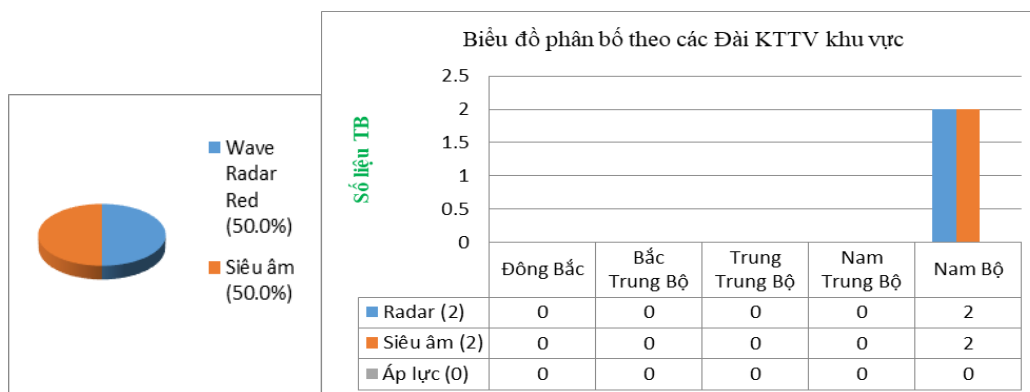 Wave
Radar
Red
(50.0%)
Siêu âm
(50.0%)
Biểu đồ phân bố theo các Đài KTTV khu vực
Số liệu TB
2.5
2
1.5
1
0.5
0
Đông Bắc
Bắc
Trung Bộ
Trung
Trung Bộ
Nam
Trung Bộ
Nam Bộ
Radar (2) 0 0 0 0 2
Siêu âm (2) 0 0 0 0 2
Áp lực (0) 0 0 0 0 0